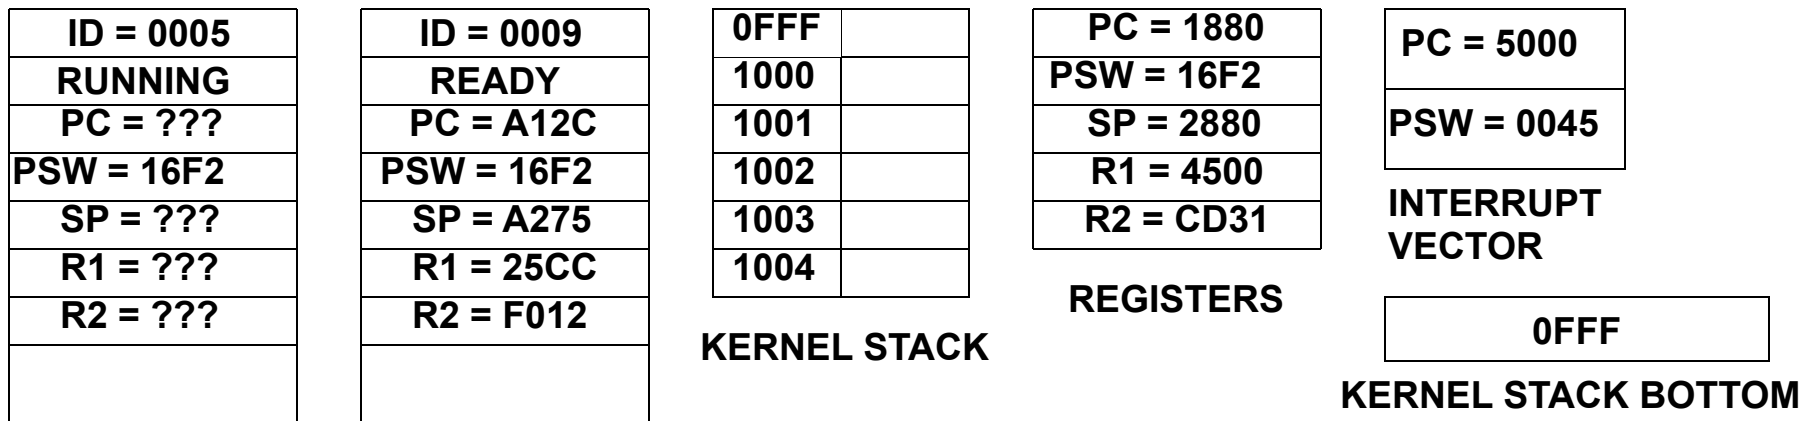 ID = 0005
RUNNING
PC = ???
PSW = 16F2
SP = ???
R1 = ???
R2 = ???
ID = 0009
READY
PC = A12C
PSW = 16F2
SP = A275
R1 = 25CC
R2 = F012
0FFF
1000
1001
1002
1003
1004
KERNEL STACK
PC = 1880
PSW = 16F2
SP = 2880
R1 = 4500
R2 = CD31
REGISTERS
PC = 5000
PSW = 0045
INTERRUPT
VECTOR
0FFF
KERNEL STACK BOTTOM